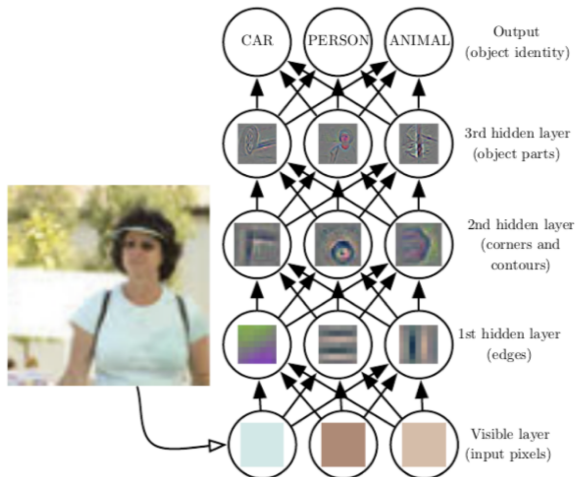 CAR PERSON ANIMAL
Output
(object identity)
3rd hidden layer
(object parts)
2nd hidden layer
(corners and
contours)
1st hidden layer
(edges)
Visible layer
(input pixels)